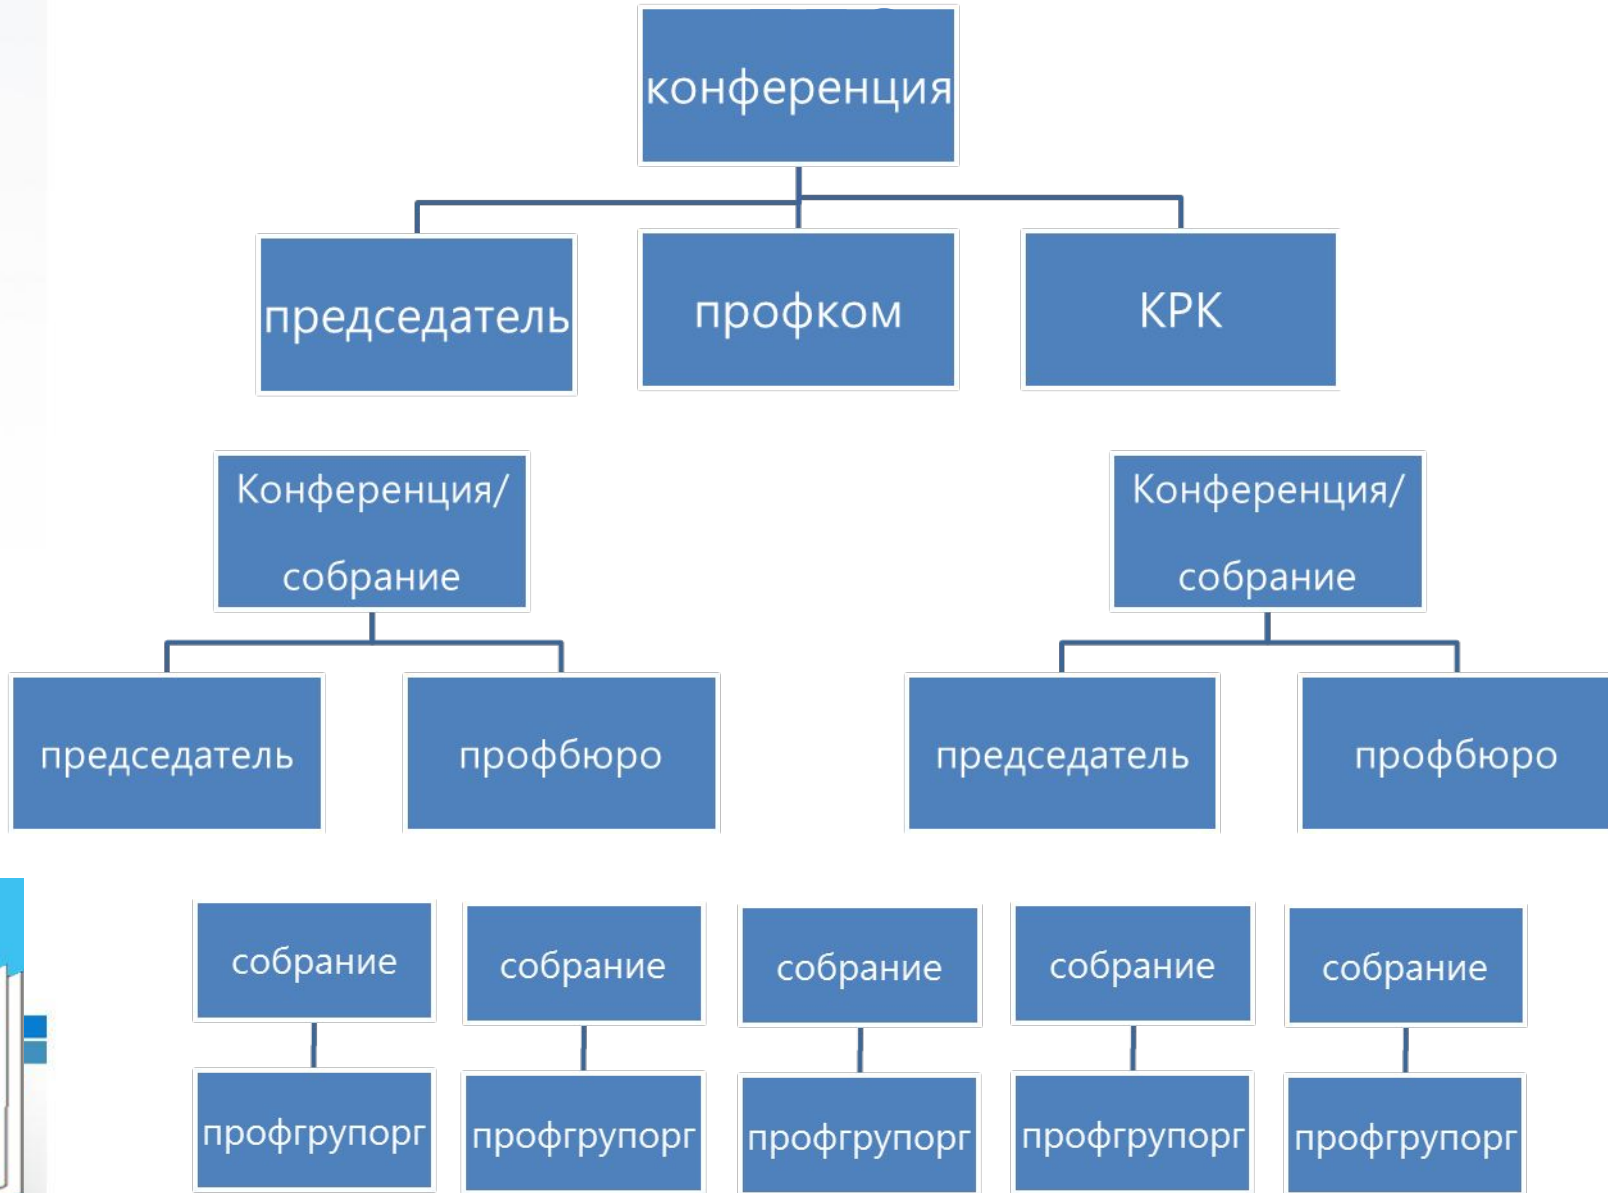 конференция
председатель
профком
КРК
Конференция/
собрание
Конференция/
собрание
председатель
профбюро
председатель
профбюро
собрание
собрание
собрание
собрание
собрание
профгрупорг
профгрупорг
профгрупорг
профгрупорг
профгрупорг